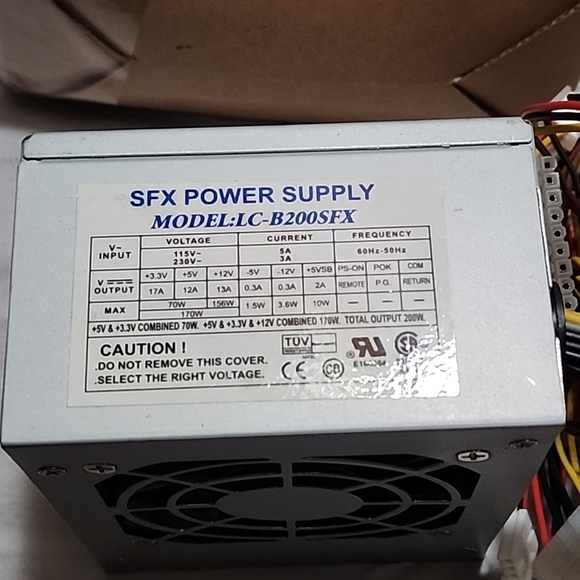 SFX POWER SUPPLY
MODEL:LC-B200SFX
V~ INPUT VOLTAGE CURRENT FREQUENCY
115V~ 5A 60Hz-50Hz
230V~ 3A
V OUTPUT +3.3V +5V +12V -5V -12V +5VSB PS-ON POK COM
17A 12A 13A 0.3A 0.3A 2A REMOTE P.G. RETURN
MAX 70W 156W 1.5W 3.6W 10W — — —
170W
+5V & +3.3V COMBINED 70W. +5V & +3.3V & +12V COMBINED 170W. TOTAL OUTPUT 200W.
CAUTION !
.DO NOT REMOVE THIS COVER.
.SELECT THE RIGHT VOLTAGE.
TUV
CE CB RU SA